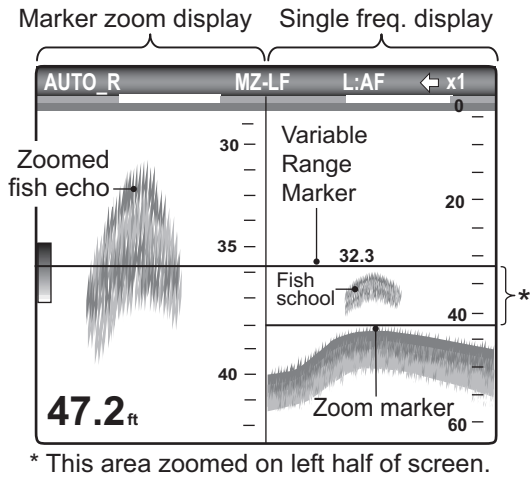 Marker zoom display
Single freq. display
AUTO_R MZ-LF L:AF x1
0
Variable
Range
Marker
30
20
Zoomed
fish echo
35
32.3
Fish
school
40
*
40
47.2 ft
Zoom marker
60
* This area zoomed on left half of screen.